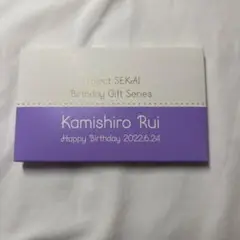 Project SEKAI
Birthday Gift Series
Kamishiro Rui
Happy Birthday 2022.6.24